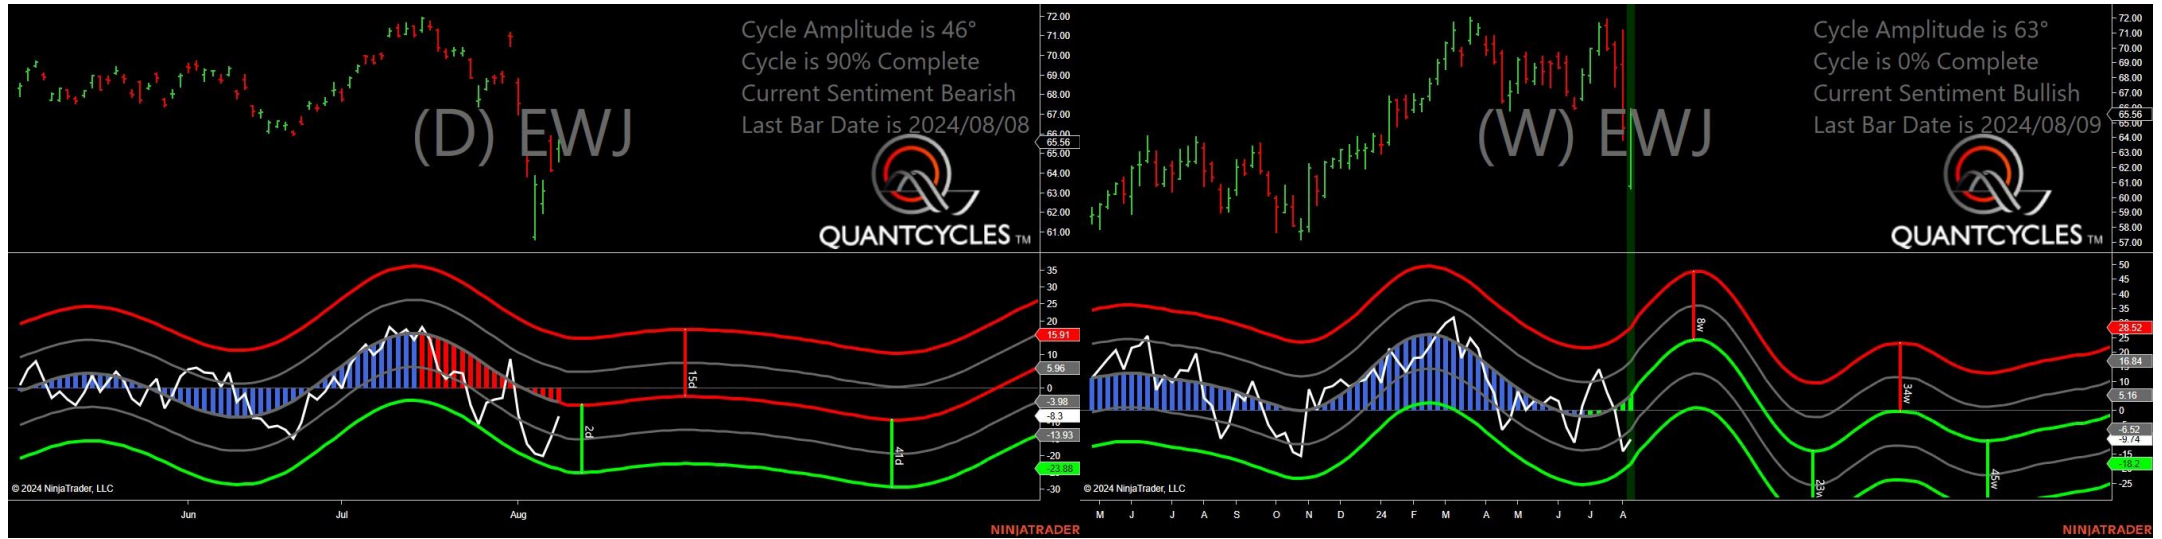 Cycle Amplitude is 46°
Cycle is 90% Complete
Current Sentiment Bearish
Last Bar Date is 2024/08/08
(D) EWJ
QUANTCYCLES TM
72.00
71.00
70.00
69.00
68.00
67.00
66.00
65.56
65.00
64.00
63.00
62.00
61.00
35
30
25
20
15.91
10
5.96
0
-3.98
-8.3
-13.93
-20
-23.88
-30
2d
15d
41d
© 2024 NinjaTrader, LLC
Jun
Jul
Aug
NINJATRADER
Cycle Amplitude is 63°
Cycle is 0% Complete
Current Sentiment Bullish
Last Bar Date is 2024/08/09
(W) EWJ
QUANTCYCLES TM
72.00
71.00
70.00
69.00
68.00
67.00
65.56
65.00
64.00
63.00
62.00
61.00
60.00
59.00
58.00
57.00
50
45
40
35
28.52
25
20
16.84
10
5.16
0
-6.52
-9.74
-15
-18.2
-25
8w
23w
34w
45w
© 2024 NinjaTrader, LLC
M J J A S O N D 24 F M A M J J A
NINJATRADER